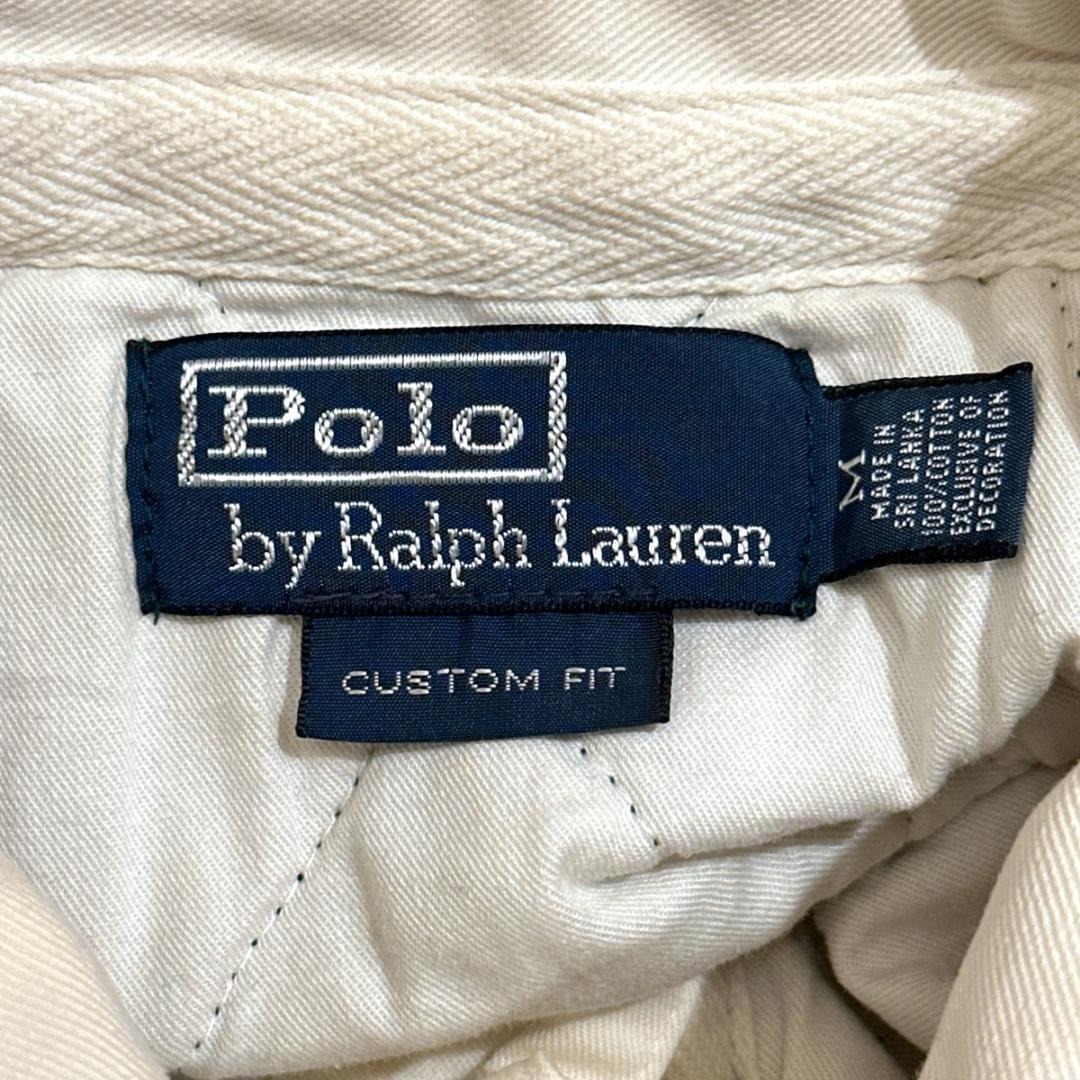 Polo
by Ralph Lauren
CUSTOM FIT
M
MADE IN
SRI LANKA
100% COTTON
EXCLUSIVE OF
DECORATION